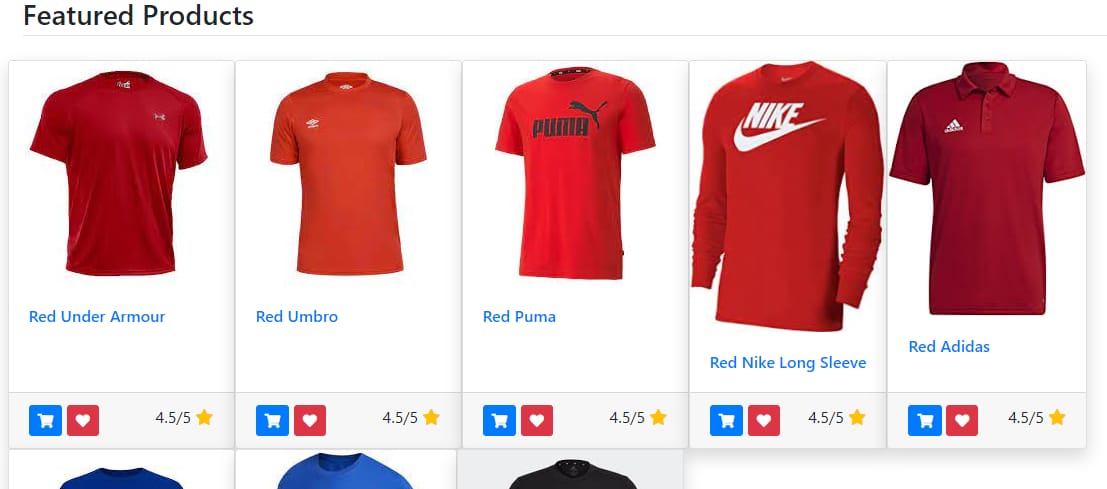 Featured Products
PUMA
NIKE
adidas
Red Under Armour
Red Umbro
Red Puma
Red Nike Long Sleeve
Red Adidas
4.5/5
4.5/5
4.5/5
4.5/5
4.5/5